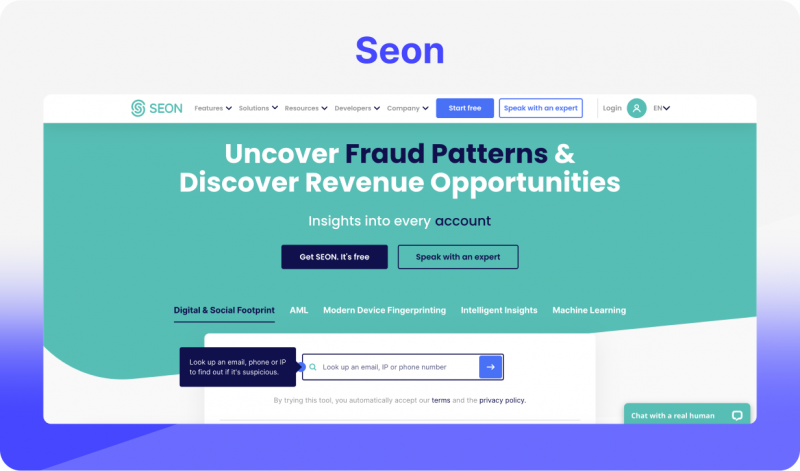 Seon
SEON Features Solutions Resources Developers Company Start free Speak with an expert Login EN
Uncover Fraud Patterns &
Discover Revenue Opportunities
Insights into every account
Get SEON. It's free Speak with an expert
Digital & Social Footprint AML Modern Device Fingerprinting Intelligent Insights Machine Learning
Look up an email, phone or IP
to find out if it's suspicious.
Look up an email, IP or phone number
By trying this tool, you automatically accept our terms and the privacy policy.
Chat with a real human